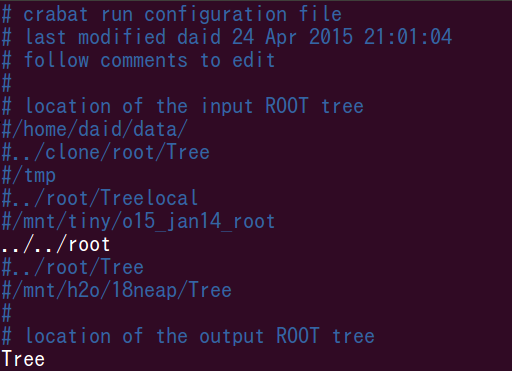 # crabat run configuration file
# last modified daid 24 Apr 2015 21:01:04
# follow comments to edit
#
# location of the input ROOT tree
#/home/daid/data/
#../clone/root/Tree
#/tmp
#../root/Treelocal
#/mnt/tiny/o15_jan14_root
../../root
#../root/Tree
#/mnt/h2o/18neap/Tree
#
# location of the output ROOT tree
Tree